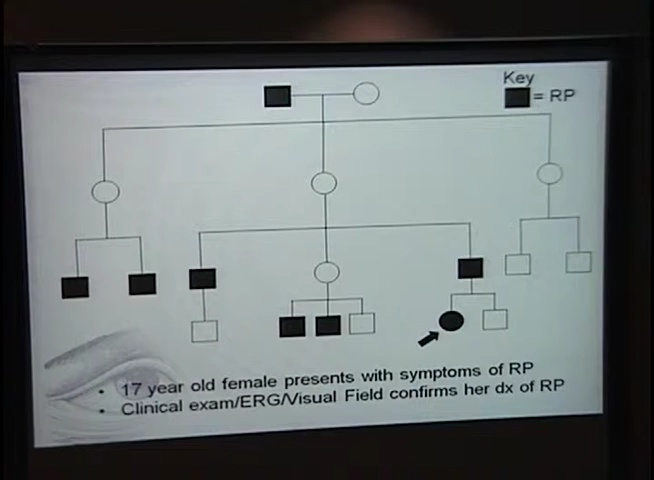 Key
= RP
• 17 year old female presents with symptoms of RP
• Clinical exam/ERG/Visual Field confirms her dx of RP